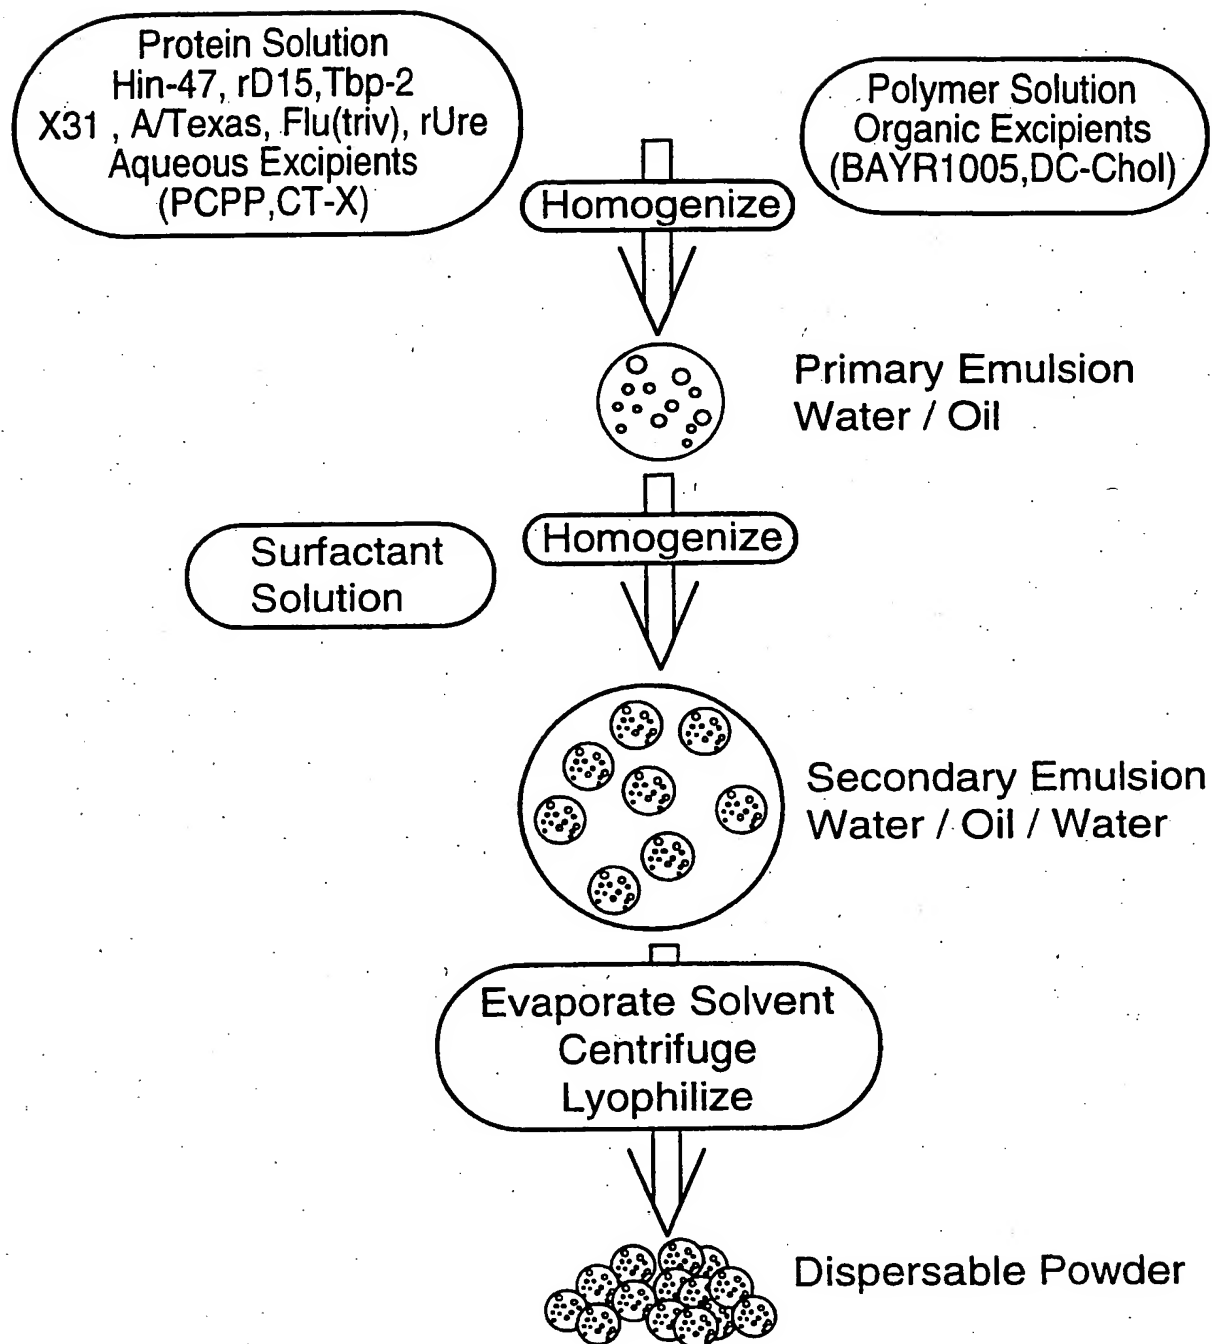 Protein Solution
Hin-47, rD15,Tbp-2
X31 , A/Texas, Flu(triv), rUre
Aqueous Excipients
(PCPP,CT-X)
Polymer Solution
Organic Excipients
(BAYR1005,DC-Chol)
Homogenize
Primary Emulsion
Water / Oil
Homogenize
Surfactant
Solution
Secondary Emulsion
Water / Oil / Water
Evaporate Solvent
Centrifuge
Lyophilize
Dispersable Powder